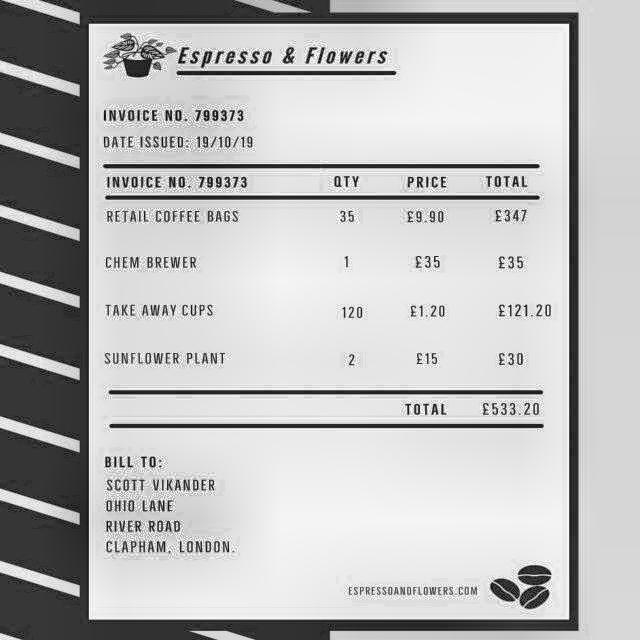 Espresso & Flowers
INVOICE NO. 799373
DATE ISSUED: 19/10/19
INVOICE NO. 799373 QTY PRICE TOTAL
RETAIL COFFEE BAGS 35 £9.90 £347
CHEM BREWER 1 £35 £35
TAKE AWAY CUPS 120 £1.20 £121.20
SUNFLOWER PLANT 2 £15 £30
TOTAL £533.20
BILL TO:
SCOTT VIKANDER
OHIO LANE
RIVER ROAD
CLAPHAM, LONDON.
ESPRESSOANDFLOWERS.COM